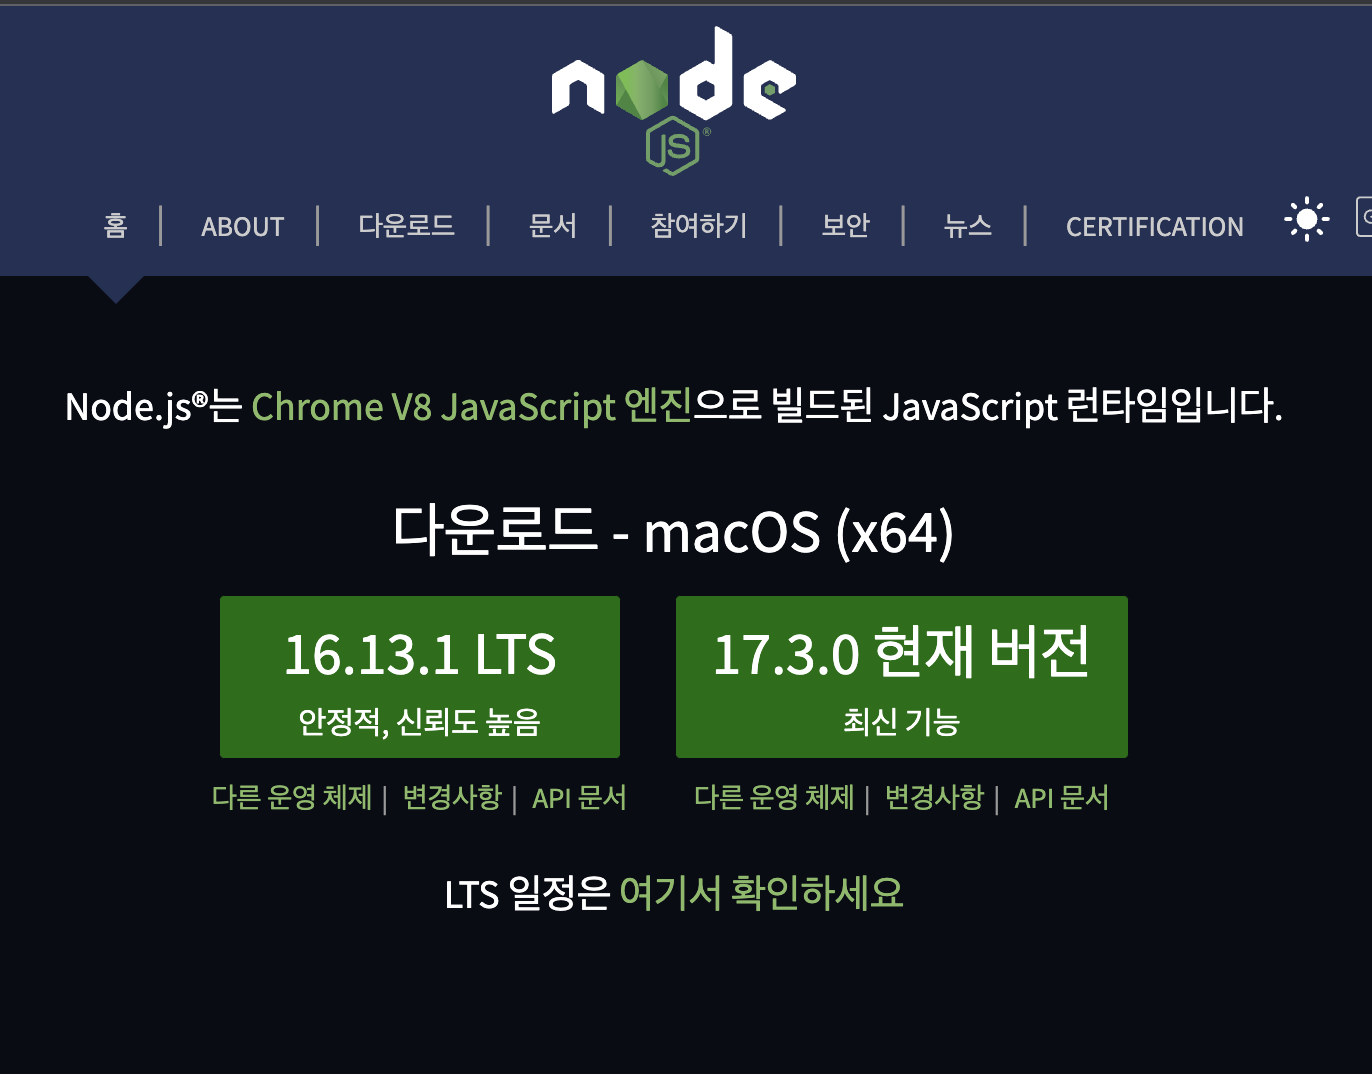 node
JS®
홈 | ABOUT | 다운로드 | 문서 | 참여하기 | 보안 | 뉴스 | CERTIFICATION
Node.js®는 Chrome V8 JavaScript 엔진으로 빌드된 JavaScript 런타임입니다.
다운로드 - macOS (x64)
16.13.1 LTS
안정적, 신뢰도 높음
17.3.0 현재 버전
최신 기능
다른 운영 체제 | 변경사항 | API 문서
다른 운영 체제 | 변경사항 | API 문서
LTS 일정은 여기서 확인하세요